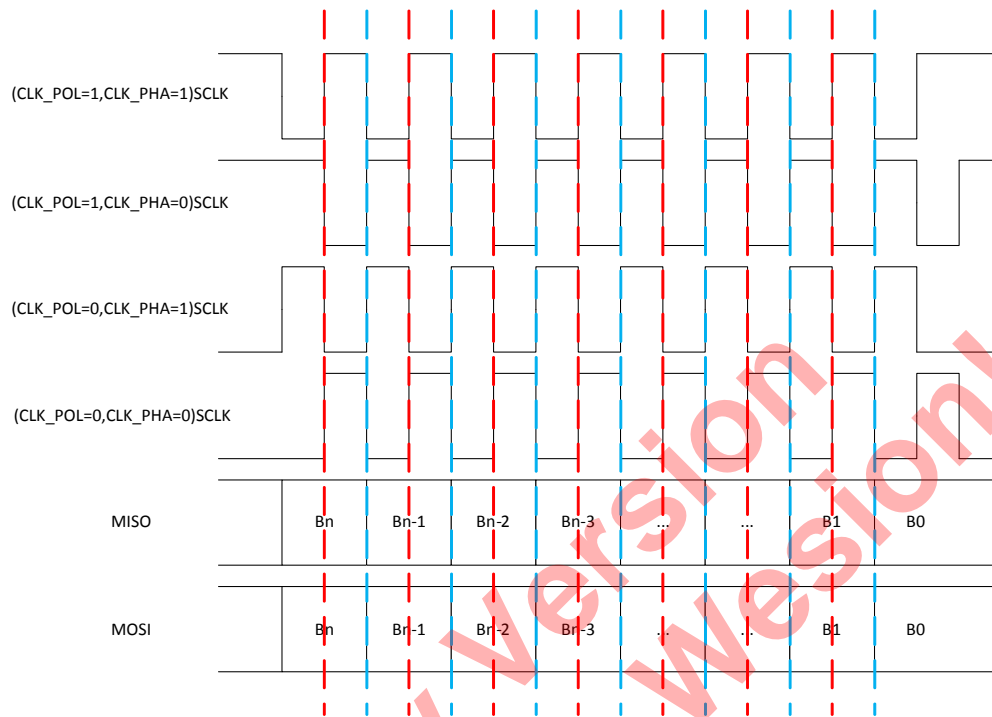 (CLK_POL=1,CLK_PHA=1)SCLK
(CLK_POL=1,CLK_PHA=0)SCLK
(CLK_POL=0,CLK_PHA=1)SCLK
(CLK_POL=0,CLK_PHA=0)SCLK
MISO Bn Bn-1 Bn-2 Bn-3 ... ... B1 B0
MOSI Bn Bn-1 Bn-2 Bn-3 ... ... B1 B0
Version
Wesion